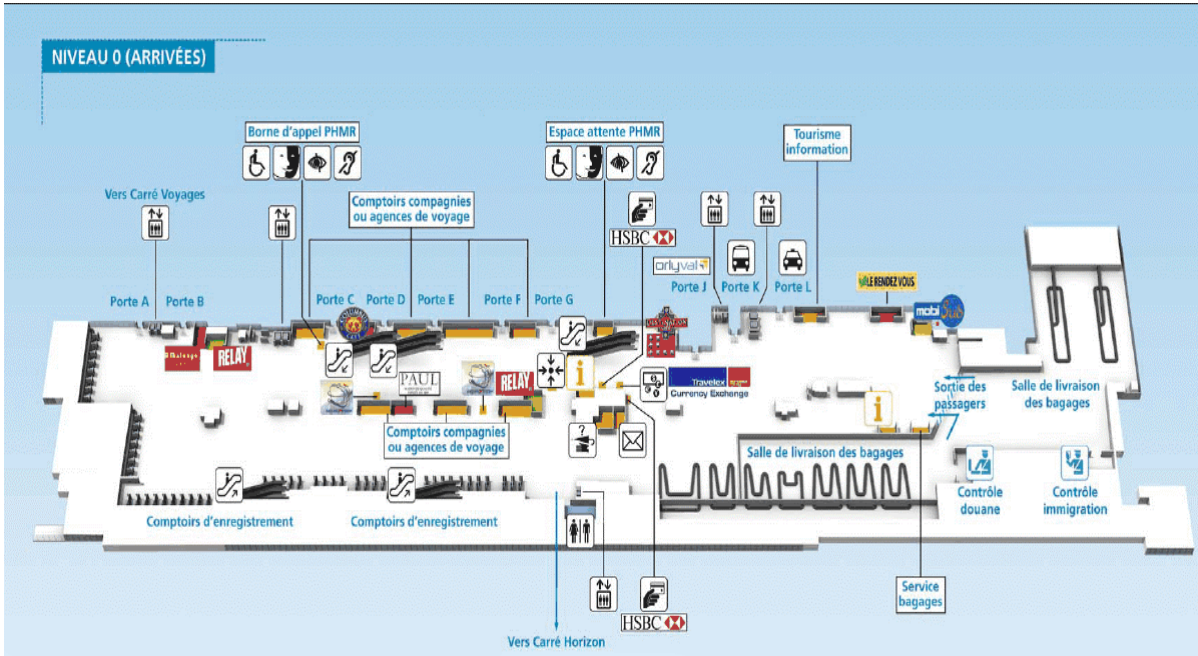 NIVEAU 0 (ARRIVÉES)
Borne d'appel PHMR
Espace attente PHMR
Tourisme
information
Vers Carré Voyages
Comptoirs compagnies
ou agences de voyage
HSBC
orlyval
LE RENDEZ VOUS
Porte A
Porte B
Porte C
Porte D
Porte E
Porte F
Porte G
Porte J
Porte K
Porte L
mobi
RELAY
PAUL
RELAY
i
Travelex
Currency Exchange
Sortie des
passagers
Salle de livraison
des bagages
i
Comptoirs compagnies
ou agences de voyage
?
Salle de livraison des bagages
Contrôle
douane
Contrôle
immigration
Comptoirs d'enregistrement
Comptoirs d'enregistrement
Service
bagages
HSBC
Vers Carré Horizon